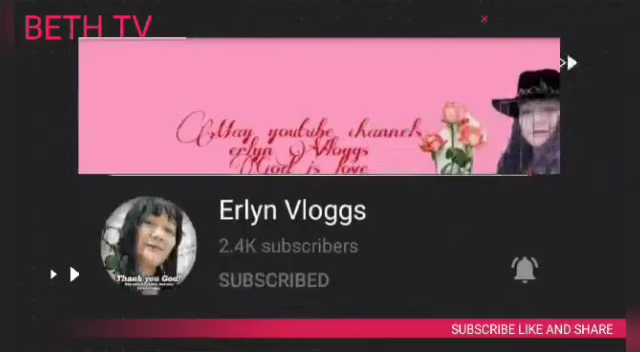 BETH TV
May youtube channels
erlyn Vloggs
God is love
Erlyn Vloggs
2.4K subscribers
Thank you God!
SUBSCRIBED
SUBSCRIBE LIKE AND SHARE